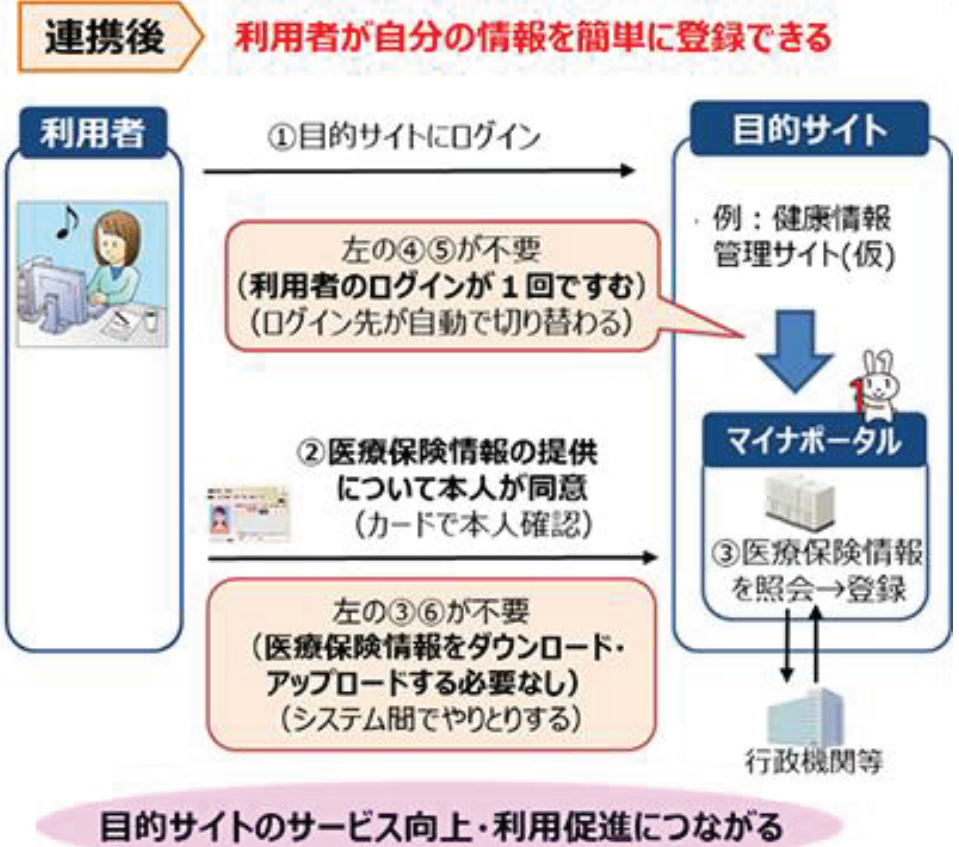 連携後
利用者が自分の情報を簡単に登録できる
利用者
①目的サイトにログイン
目的サイト
例：健康情報
管理サイト(仮)
左の④⑤が不要
（利用者のログインが１回ですむ）
（ログイン先が自動で切り替わる）
マイナポータル
②医療保険情報の提供
について本人が同意
（カードで本人確認）
③医療保険情報
を照会→登録
左の③⑥が不要
（医療保険情報をダウンロード・
アップロードする必要なし）
（システム間でやりとりする）
行政機関等
目的サイトのサービス向上・利用促進につながる